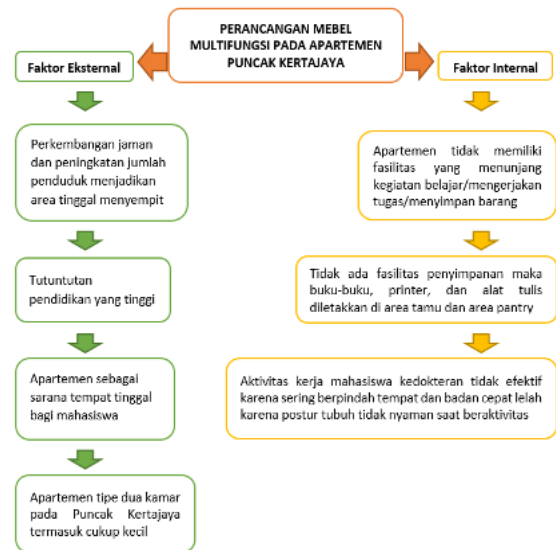 PERANCANGAN MEBEL
MULTIFUNGSI PADA APARTEMEN
PUNCAK KERTAJAYA
Faktor Eksternal
Perkembangan jaman
dan peningkatan jumlah
penduduk menjadikan
area tinggal menyempit
Tutuntutan
pendidikan yang tinggi
Apartemen sebagai
sarana tempat tinggal
bagi mahasiswa
Apartemen tipe dua kamar
pada Puncak Kertajaya
termasuk cukup kecil
Faktor Internal
Apartemen tidak memiliki
fasilitas yang menunjang
kegiatan belajar/mengerjakan
tugas/menyimpan barang
Tidak ada fasilitas penyimpanan maka
buku-buku, printer, dan alat tulis
diletakkan di area tamu dan area pantry
Aktivitas kerja mahasiswa kedokteran tidak efektif
karena sering berpindah tempat dan badan cepat lelah
karena postur tubuh tidak nyaman saat beraktivitas